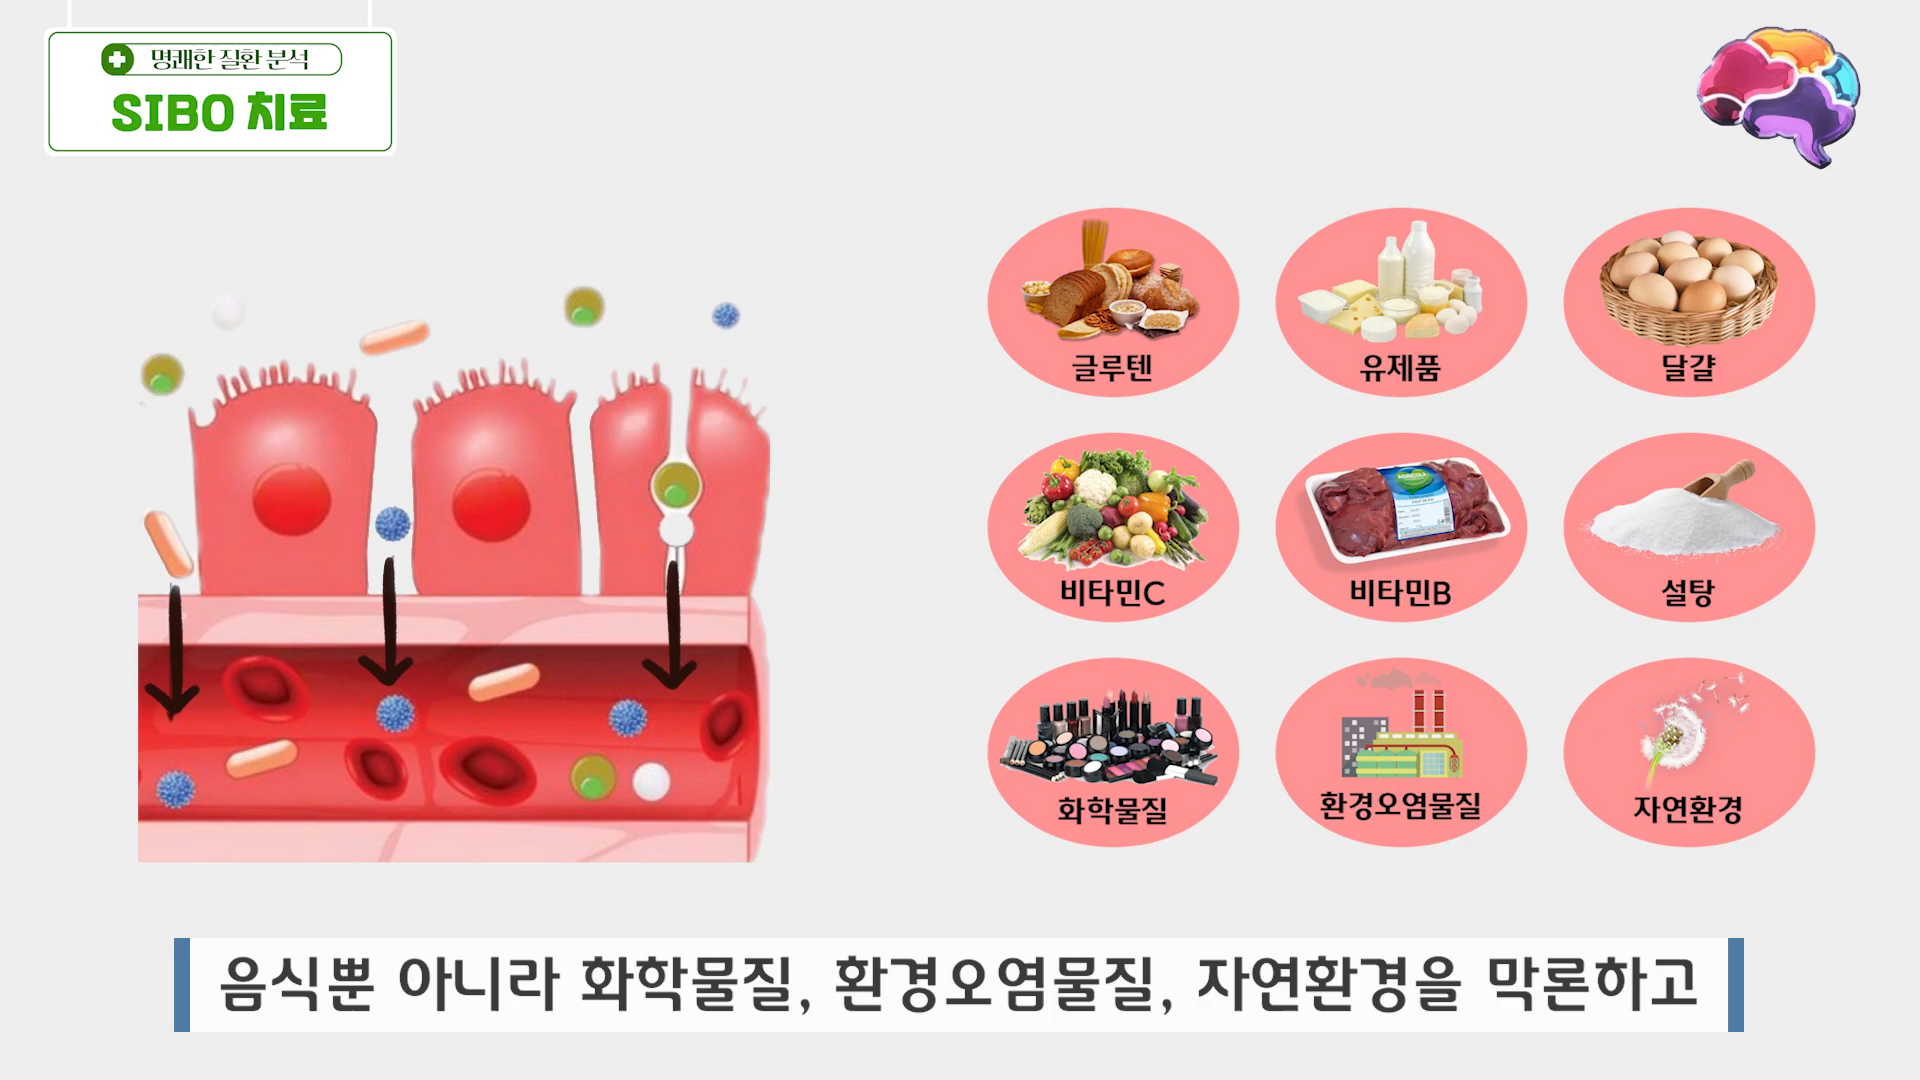 명쾌한 질환 분석
SIBO 치료
글루텐
유제품
달걀
비타민C
비타민B
설탕
화학물질
환경오염물질
자연환경
음식뿐 아니라 화학물질, 환경오염물질, 자연환경을 막론하고